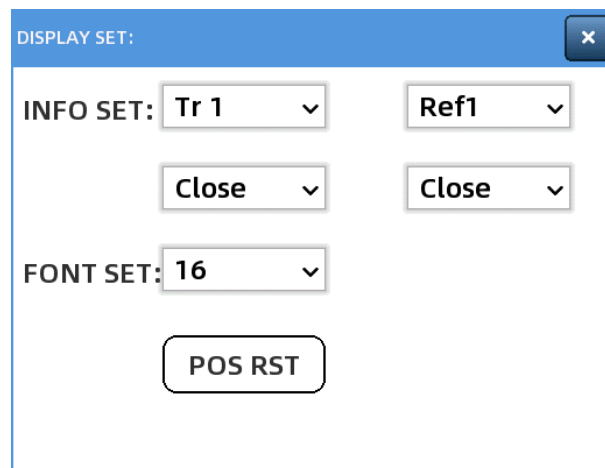 DISPLAY SET:
INFO SET: Tr 1 Ref1
Close Close
FONT SET: 16
POS RST